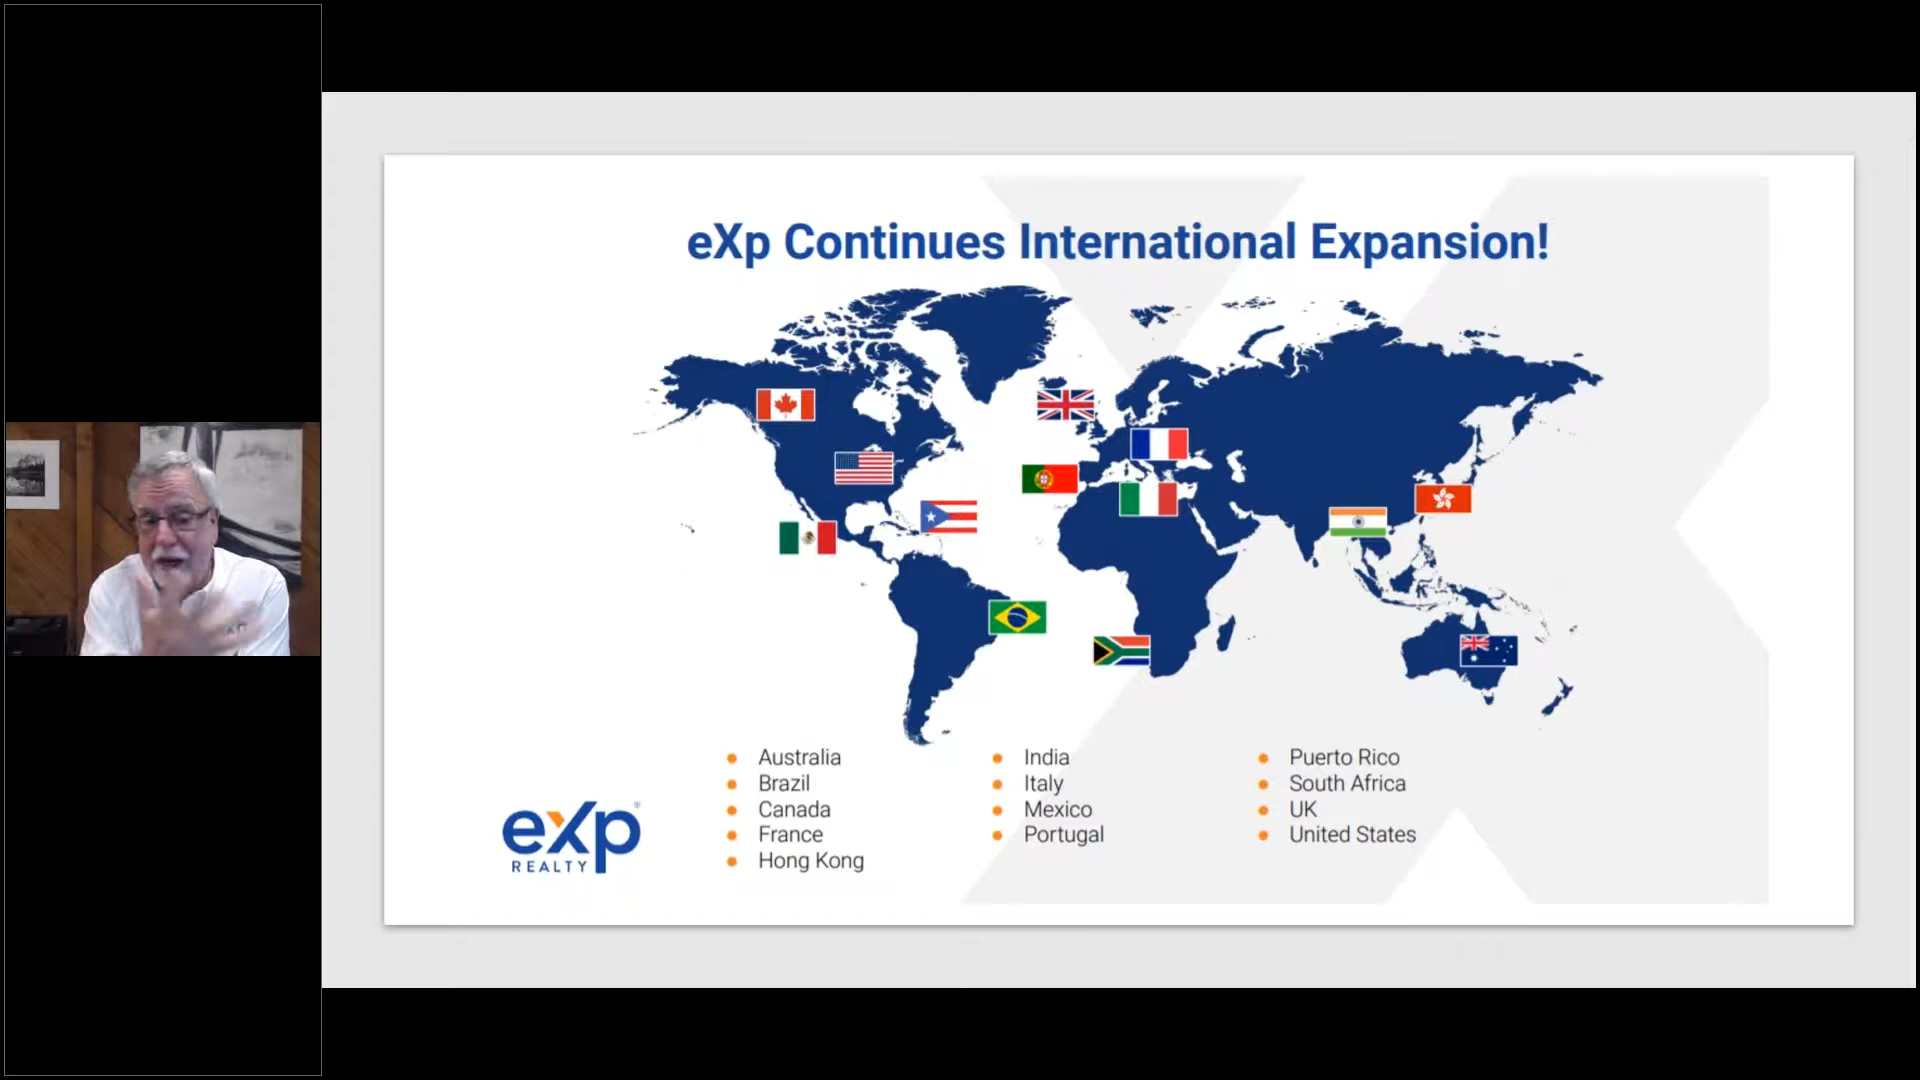 eXp Continues International Expansion!
Australia
Brazil
Canada
France
Hong Kong
India
Italy
Mexico
Portugal
Puerto Rico
South Africa
UK
United States
eXp®
REALTY